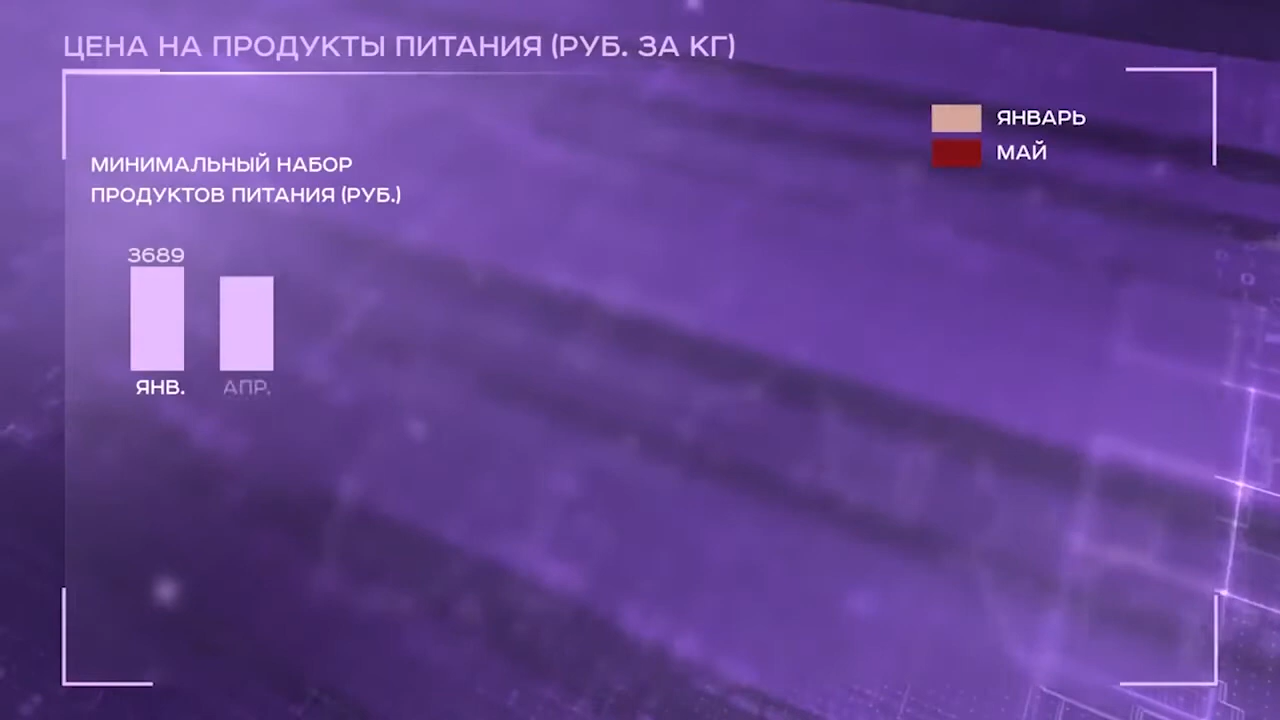 ЦЕНА НА ПРОДУКТЫ ПИТАНИЯ (РУБ. ЗА КГ)
ЯНВАРЬ
МАЙ
МИНИМАЛЬНЫЙ НАБОР
ПРОДУКТОВ ПИТАНИЯ (РУБ.)
3689
ЯНВ.
АПР.